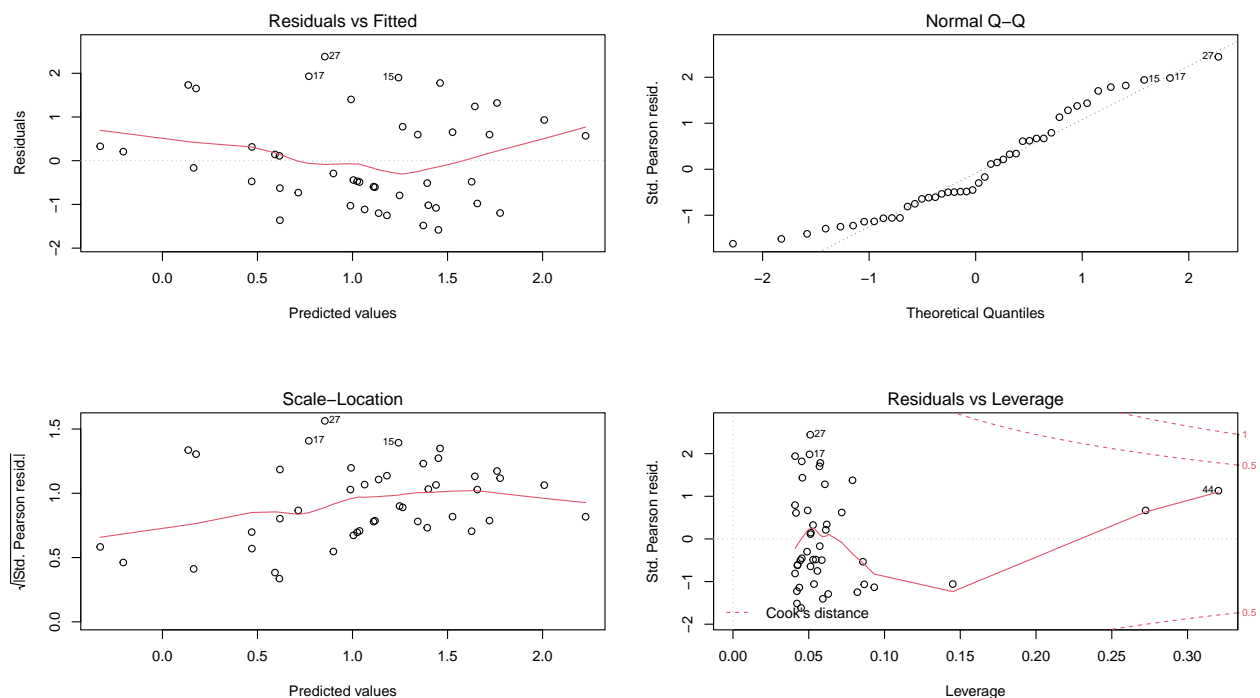 Residuals vs Fitted
Residuals
2
1
0
−1
−2
27
17
15
0.0 0.5 1.0 1.5 2.0
Predicted values
Normal Q−Q
Std. Pearson resid.
2
1
0
−1
27
15 17
−2 −1 0 1 2
Theoretical Quantiles
Scale−Location
√|Std. Pearson resid.|
1.5
1.0
0.5
0.0
27
17
15
0.0 0.5 1.0 1.5 2.0
Predicted values
Residuals vs Leverage
Std. Pearson resid.
2
1
0
−1
−2
27
17
44
1
0.5
0.5
Cook's distance
0.00 0.05 0.10 0.15 0.20 0.25 0.30
Leverage